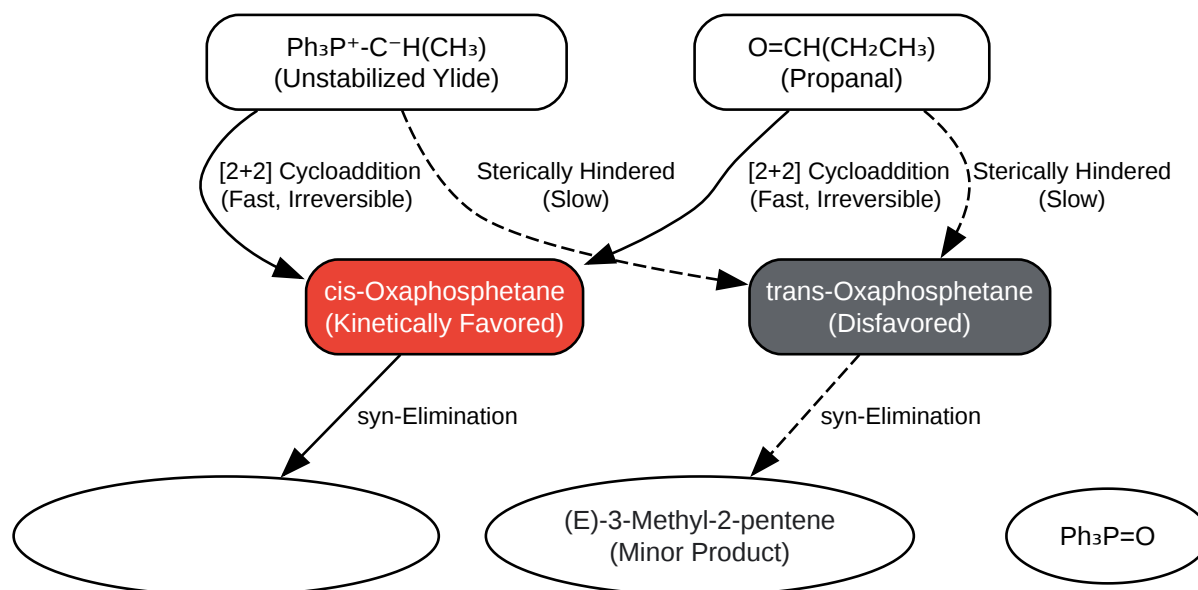 Ph₃P⁺-C⁻H(CH₃)
(Unstabilized Ylide)
O=CH(CH₂CH₃)
(Propanal)
[2+2] Cycloaddition
(Fast, Irreversible)
Sterically Hindered
(Slow)
[2+2] Cycloaddition
(Fast, Irreversible)
Sterically Hindered
(Slow)
cis-Oxaphosphetane
(Kinetically Favored)
trans-Oxaphosphetane
(Disfavored)
syn-Elimination
syn-Elimination
(E)-3-Methyl-2-pentene
(Minor Product)
Ph₃P=O